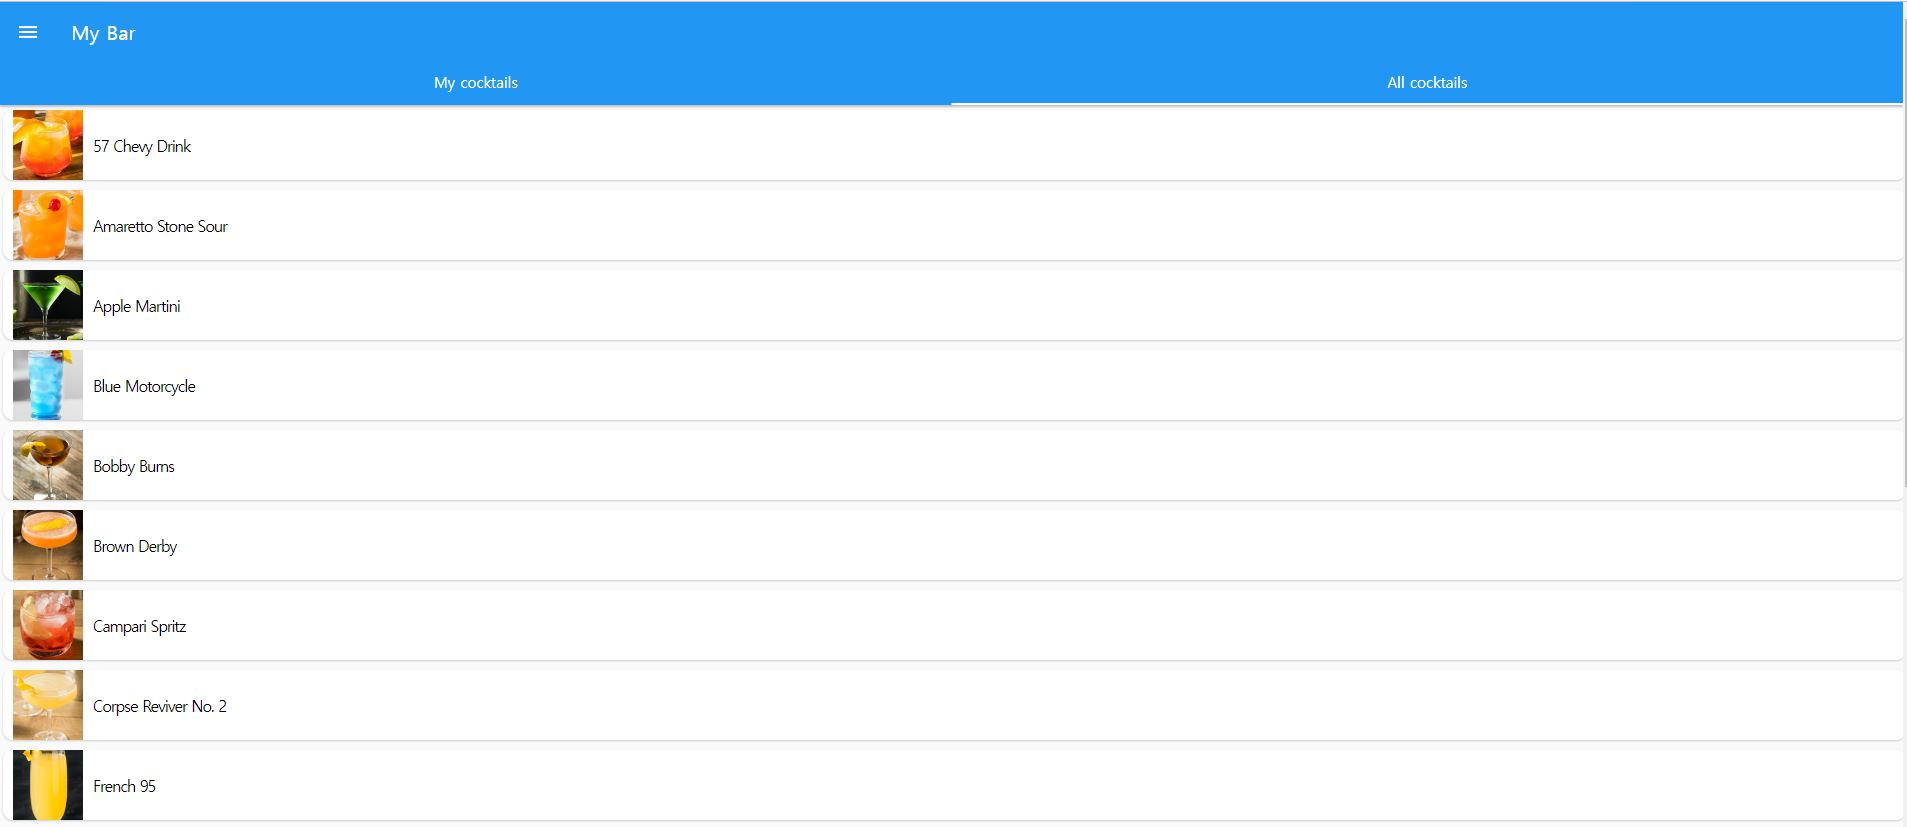 My Bar
My cocktails
All cocktails
57 Chevy Drink
Amaretto Stone Sour
Apple Martini
Blue Motorcycle
Bobby Burns
Brown Derby
Campari Spritz
Corpse Reviver No. 2
French 95